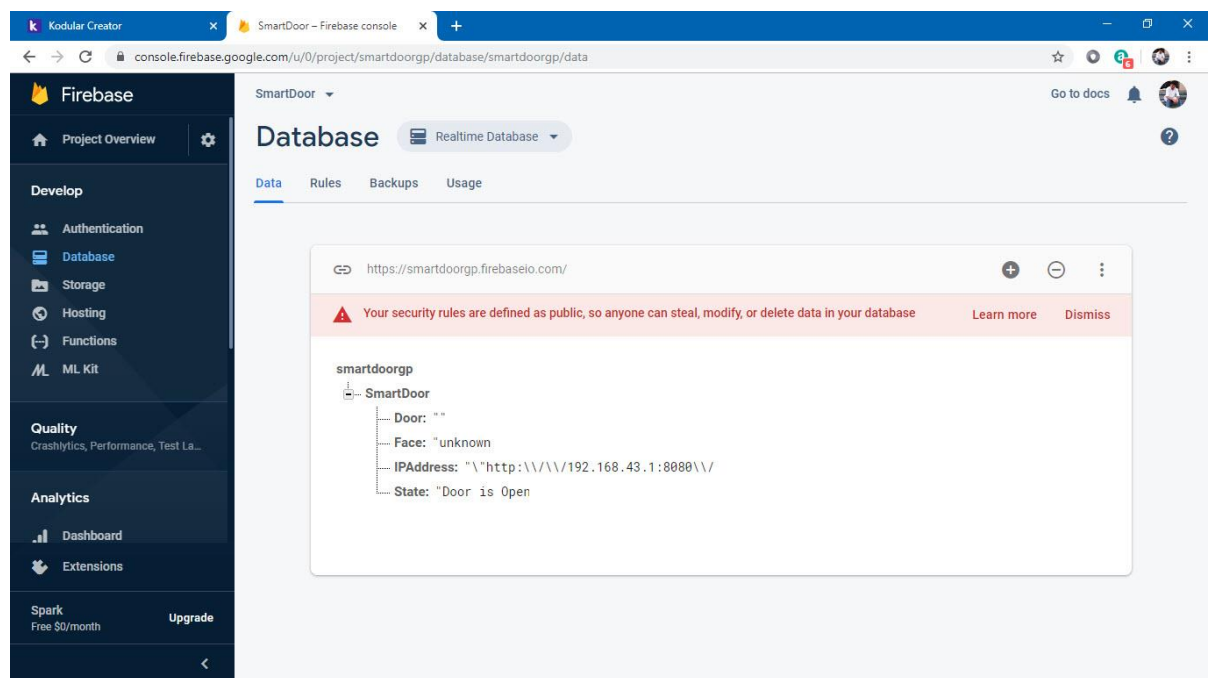 Kodular Creator
SmartDoor – Firebase console
console.firebase.google.com/u/0/project/smartdoorgp/database/smartdoorgp/data
Firebase
SmartDoor
Go to docs
Project Overview
Database
Realtime Database
Develop
Data Rules Backups Usage
Authentication
Database
Storage
Hosting
Functions
ML Kit
https://smartdoorgp.firebaseio.com/
Your security rules are defined as public, so anyone can steal, modify, or delete data in your database
Learn more Dismiss
smartdoorgp
SmartDoor
Door: ""
Face: "unknown
IPAddress: "\"http:\\/\\/192.168.43.1:8080\\/
State: "Door is Open
Quality
Crashlytics, Performance, Test La...
Analytics
Dashboard
Extensions
Spark
Free $0/month
Upgrade